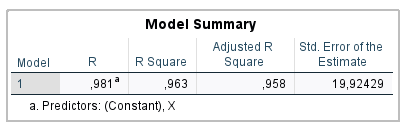 Model Summary
Model R R Square Adjusted R Square Std. Error of the Estimate
1 ,981a ,963 ,958 19,92429
a. Predictors: (Constant), X